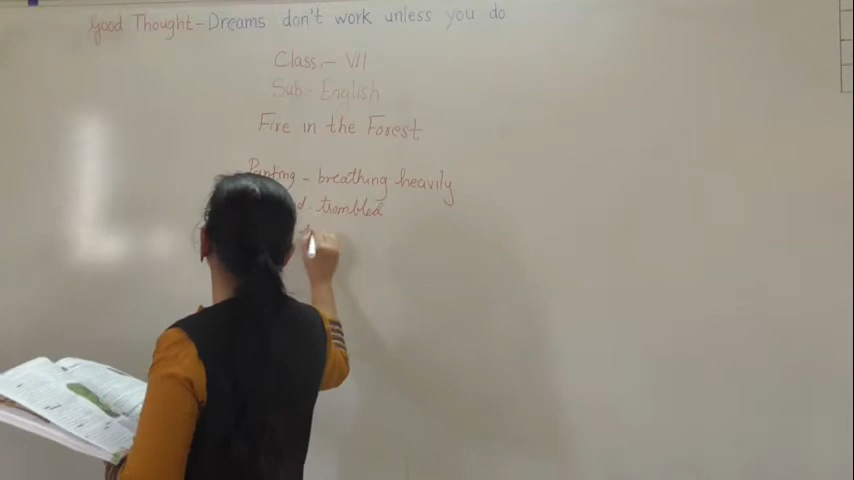 Good Thought - Dreams don't work unless you do
Class :- VII
Sub :- English
Fire in the Forest
Panting - breathing heavily
d - trembled